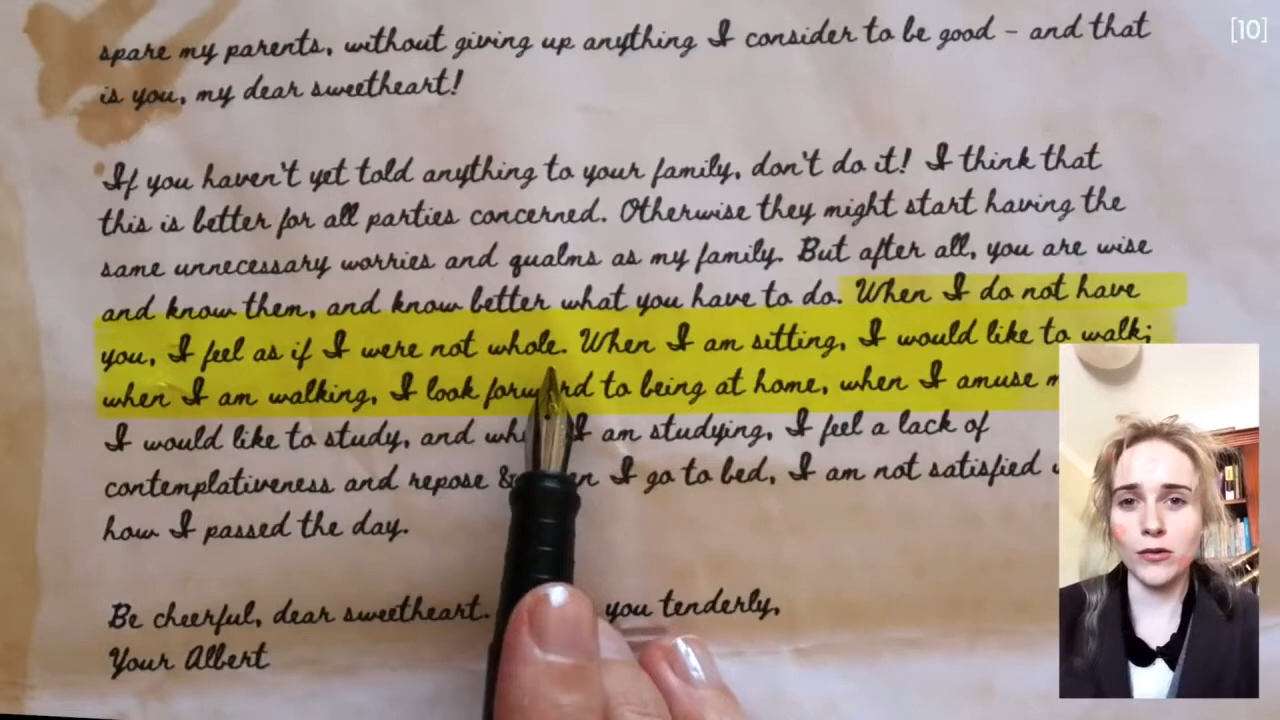 [10]
spare my parents, without giving up anything I consider to be good - and that
is you, my dear sweetheart!
If you haven't yet told anything to your family, don't do it! I think that
this is better for all parties concerned. Otherwise they might start having the
same unnecessary worries and qualms as my family. But after all, you are wise
and know them, and know better what you have to do. When I do not have
you, I feel as if I were not whole. When I am sitting, I would like to walk;
when I am walking, I look forward to being at home, when I amuse
I would like to study, and I am studying, I feel a lack of
contemplativeness and repose & I go to bed, I am not satisfied
how I passed the day.
Be cheerful, dear sweetheart. you tenderly,
Your Albert